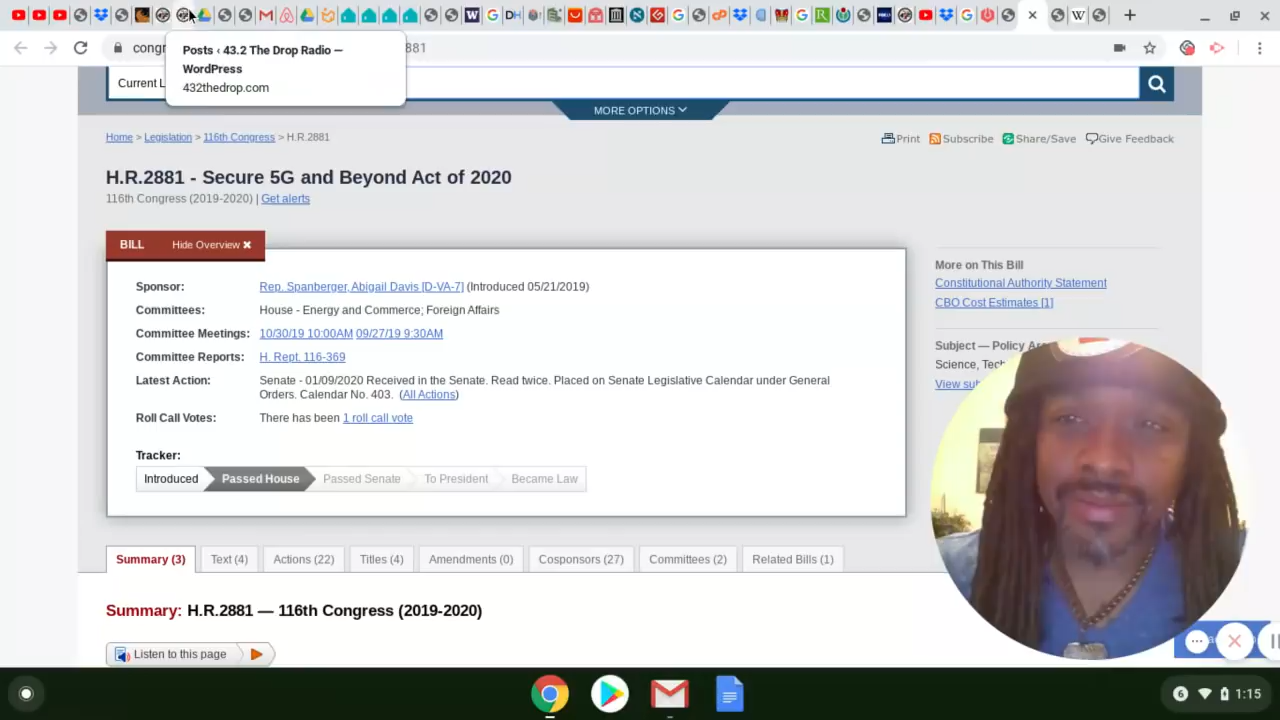 congr
881
Posts ‹ 43.2 The Drop Radio —
WordPress
432thedrop.com
Current L
MORE OPTIONS
Home > Legislation > 116th Congress > H.R.2881
Print Subscribe Share/Save Give Feedback
H.R.2881 - Secure 5G and Beyond Act of 2020
116th Congress (2019-2020) | Get alerts
BILL Hide Overview ✖
Sponsor: Rep. Spanberger, Abigail Davis [D-VA-7] (Introduced 05/21/2019)
Committees: House - Energy and Commerce; Foreign Affairs
Committee Meetings: 10/30/19 10:00AM 09/27/19 9:30AM
Committee Reports: H. Rept. 116-369
Latest Action: Senate - 01/09/2020 Received in the Senate. Read twice. Placed on Senate Legislative Calendar under General
Orders. Calendar No. 403. (All Actions)
Roll Call Votes: There has been 1 roll call vote
Tracker:
Introduced Passed House Passed Senate To President Became Law
More on This Bill
Constitutional Authority Statement
CBO Cost Estimates [1]
Subject — Policy Ar
Science, Tech
View sub
Summary (3) Text (4) Actions (22) Titles (4) Amendments (0) Cosponsors (27) Committees (2) Related Bills (1)
Summary: H.R.2881 — 116th Congress (2019-2020)
Listen to this page
6 1:15